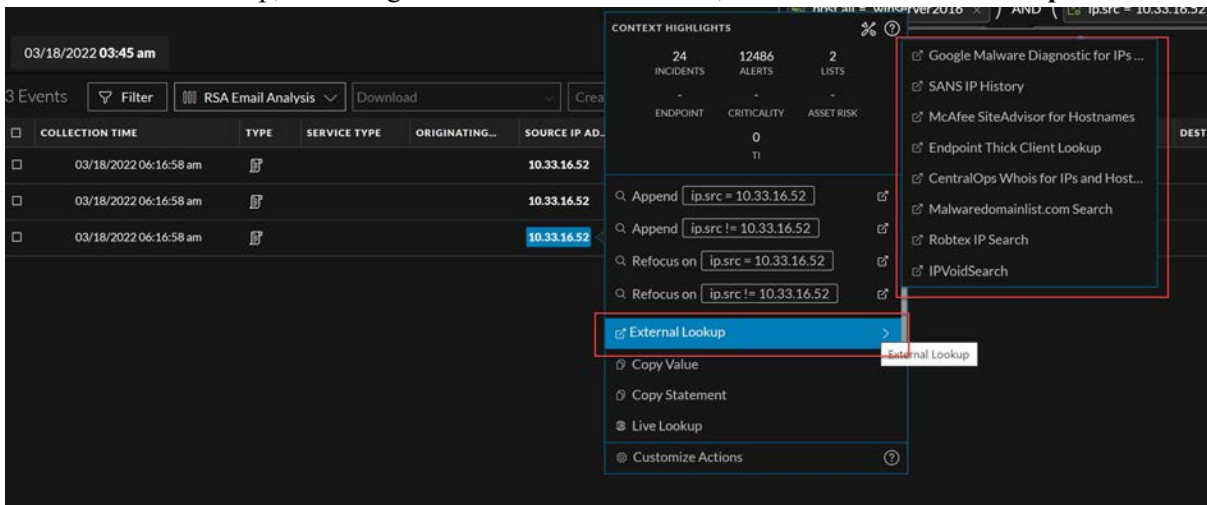 host.all = 'winserver2016 × ) AND ( ip.src = 10.33.16.52
03/18/2022 03:45 am
3 Events Filter RSA Email Analysis Download Crea
COLLECTION TIME TYPE SERVICE TYPE ORIGINATING... SOURCE IP AD.. DEST
03/18/2022 06:16:58 am 10.33.16.52
03/18/2022 06:16:58 am 10.33.16.52
03/18/2022 06:16:58 am 10.33.16.52
CONTEXT HIGHLIGHTS
24 12486 2
INCIDENTS ALERTS LISTS
- - -
ENDPOINT CRITICALITY ASSET RISK
0
TI
Append ip.src = 10.33.16.52
Append ip.src != 10.33.16.52
Refocus on ip.src = 10.33.16.52
Refocus on ip.src != 10.33.16.52
External Lookup
External Lookup
Copy Value
Copy Statement
Live Lookup
Customize Actions
Google Malware Diagnostic for IPs ...
SANS IP History
McAfee SiteAdvisor for Hostnames
Endpoint Thick Client Lookup
CentralOps Whois for IPs and Host...
Malwaredomainlist.com Search
Robtex IP Search
IPVoidSearch